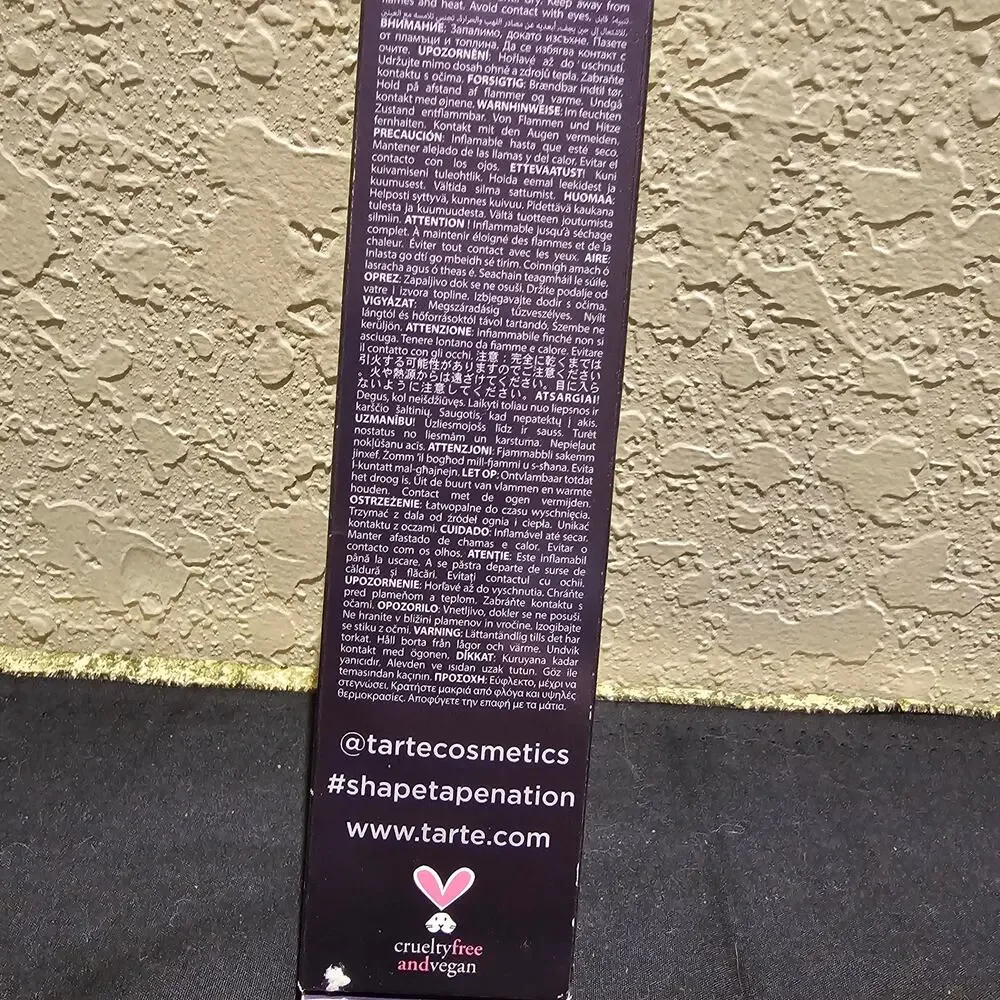 dry. Keep away from
flames and heat. Avoid contact with eyes.
ВНИМАНИЕ: Запалимо, докато изсъхне. Пазете
от пламъци и топлина. Да се избягва контакт с
очите. UPOZORNĚNÍ: Hořlavé až do uschnutí.
Udržujte mimo dosah ohně a zdrojů tepla. Zabraňte
kontaktu s očima. FORSIGTIG: Brændbar indtil tør.
Hold på afstand af flammer og varme. Undgå
kontakt med øjnene. WARNHINWEISE: Im feuchten
Zustand entflammbar. Von Flammen und Hitze
fernhalten. Kontakt mit den Augen vermeiden.
PRECAUCIÓN: Inflamable hasta que esté seco.
Mantener alejado de las llamas y del calor. Evitar el
contacto con los ojos. ETTEVAATUST! Kuni
kuivamiseni tuleohtlik. Hoida eemal leekidest ja
kuumusest. Vältida silma sattumist. HUOMAA:
Helposti syttyvä, kunnes kuivuu. Pidettävä kaukana
tulesta ja kuumuudesta. Vältä tuotteen joutumista
silmiin. ATTENTION ! Inflammable jusqu'à séchage
complet. À maintenir éloigné des flammes et de la
chaleur. Éviter tout contact avec les yeux. AIRE:
Inlasta go dtí go mbeidh sé tirim. Coinnigh amach ó
lasracha agus ó theas é. Seachain teagmháil le súile.
OPREZ: Zapaljivo dok se ne osuši. Držite podalje od
vatre i izvora topline. Izbjegavajte dodir s očima.
VIGYÁZAT: Megszáradásig tűzveszélyes. Nyílt
lángtól és hőforrásoktól távol tartandó. Szembe ne
kerüljön. ATTENZIONE: infiammabile finché non si
asciuga. Tenere lontano da fiamme e calore. Evitare
il contatto con gli occhi. 注意：完全に乾くまでは
引火する可能性がありますのでご注意ください
。火や熱源からは遠ざけてください。目に入ら
ないように注意してください。ATSARGIAI!
Degus, kol neišdžiūvęs. Laikyti toliau nuo liepsnos ir
karščio šaltinių. Saugotis, kad nepatektų į akis.
UZMANĪBU! Uzliesmojošs līdz ir sauss. Turēt
nostatus no liesmām un karstuma. Nepieļaut
nokļūšanu acīs. ATTENZJONI: Fjammabbli sakemm
jinxef. Żomm 'il bogħod mill-fjammi u s-sħana. Evita
l-kuntatt mal-għajnejn. LET OP: Ontvlambaar totdat
het droog is. Uit de buurt van vlammen en warmte
houden. Contact met de ogen vermijden.
OSTRZEŻENIE: Łatwopalne do czasu wyschnięcia.
Trzymać z dala od źródeł ognia i ciepła. Unikać
kontaktu z oczami. CUIDADO: Inflamável até secar.
Manter afastado de chamas e calor. Evitar o
contacto com os olhos. ATENȚIE: Este inflamabil
până la uscare. A se păstra departe de surse de
căldură și flăcări. Evitați contactul cu ochii.
UPOZORNENIE: Horľavé až do vyschnutia. Chráňte
pred plameňom a teplom. Zabráňte kontaktu s
očami. OPOZORILO: Vnetljivo, dokler se ne posuši.
Ne hranite v bližini plamenov in vročine. Izogibajte
se stiku z očmi. VARNING: Lättantändlig tills det har
torkat. Håll borta från lågor och värme. Undvik
kontakt med ögonen. DİKKAT: Kuruyana kadar
yanıcıdır. Alevden ve ısıdan uzak tutun. Göz ile
temasından kaçının. ΠΡΟΣΟΧΗ: Εύφλεκτο, μέχρι να
στεγνώσει. Κρατήστε μακριά από φλόγα και υψηλές
θερμοκρασίες. Αποφύγετε την επαφή με τα μάτια.
@tartecosmetics
#shapetapenation
www.tarte.com
crueltyfree
andvegan